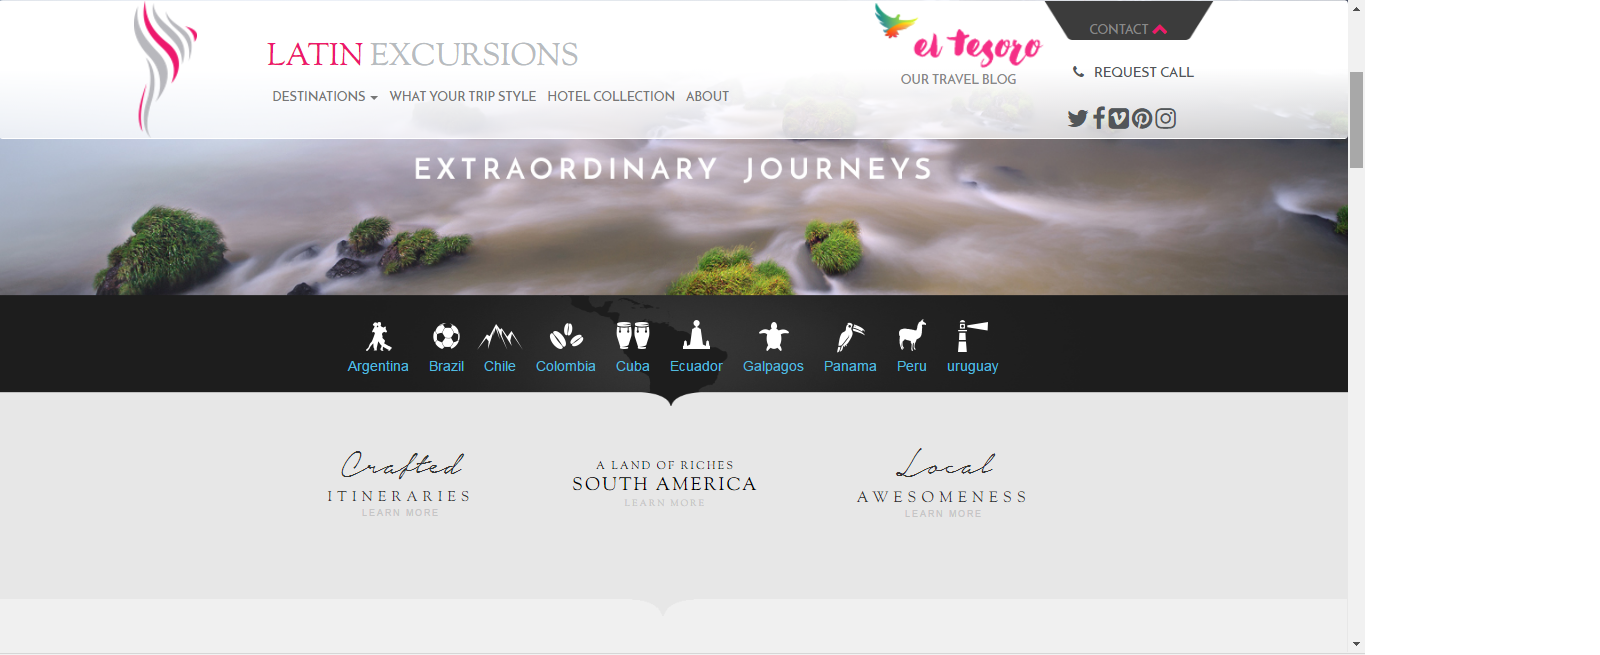 LATIN EXCURSIONS
DESTINATIONS WHAT YOUR TRIP STYLE HOTEL COLLECTION ABOUT
el tesoro
OUR TRAVEL BLOG
CONTACT
REQUEST CALL
EXTRAORDINARY JOURNEYS
Argentina Brazil Chile Colombia Cuba Ecuador Galpagos Panama Peru uruguay
Crafted
ITINERARIES
LEARN MORE
A LAND OF RICHES
SOUTH AMERICA
LEARN MORE
Local
AWESOMENESS
LEARN MORE